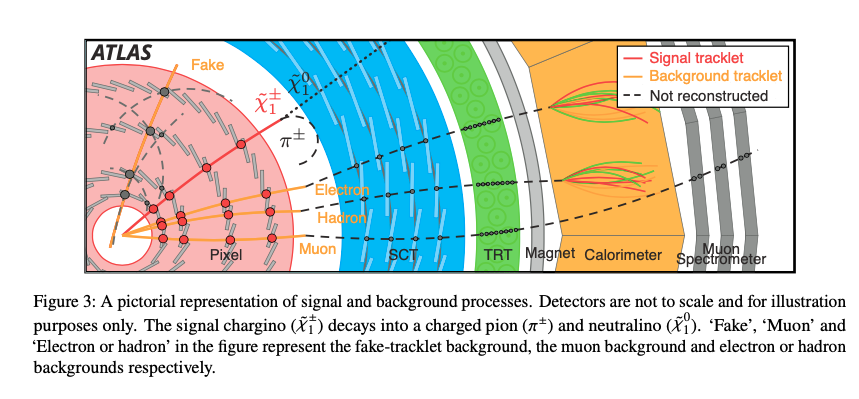 ATLAS
Fake
Signal tracklet
Background tracklet
Not reconstructed
χ̃₁⁰
χ̃₁±
π±
Electron
Hadron
Muon
Pixel
SCT
TRT
Magnet
Calorimeter
Muon
Spectrometer
Figure 3: A pictorial representation of signal and background processes. Detectors are not to scale and for illustration
purposes only. The signal chargino (χ̃₁±) decays into a charged pion (π±) and neutralino (χ̃₁⁰). ‘Fake’, ‘Muon’ and
‘Electron or hadron’ in the figure represent the fake-tracklet background, the muon background and electron or hadron
backgrounds respectively.